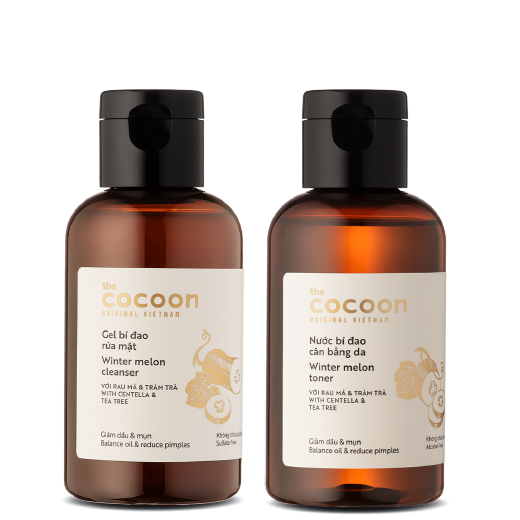 the
cocoon
ORIGINAL VIETNAM
Gel bí đao
rửa mặt
Winter melon
cleanser
VỚI RAU MÁ & TRÀM TRÀ
WITH CENTELLA &
TEA TREE
Giảm dầu & mụn
Balance oil & reduce pimples
Không
Sulfate-free
the
cocoon
ORIGINAL VIETNAM
Nước bí đao
cân bằng da
Winter melon
toner
VỚI RAU MÁ & TRÀM TRÀ
WITH CENTELLA &
TEA TREE
Giảm dầu & mụn
Balance oil & reduce pimples
Không
Alcohol